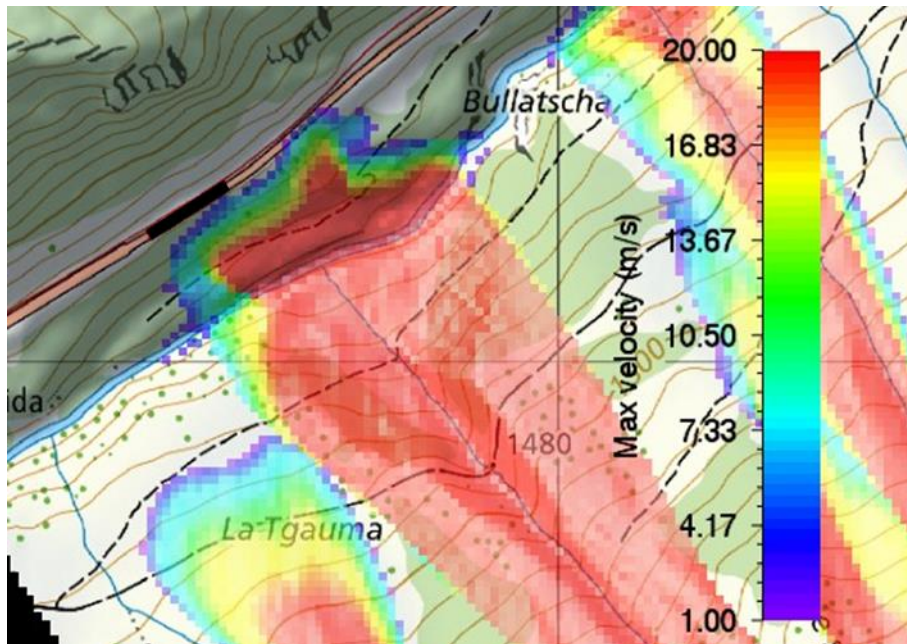 Bullatscha
20.00
16.83
13.67
10.50
7.33
4.17
1.00
Max velocity (m/s)
ida
1480
La Tgauma